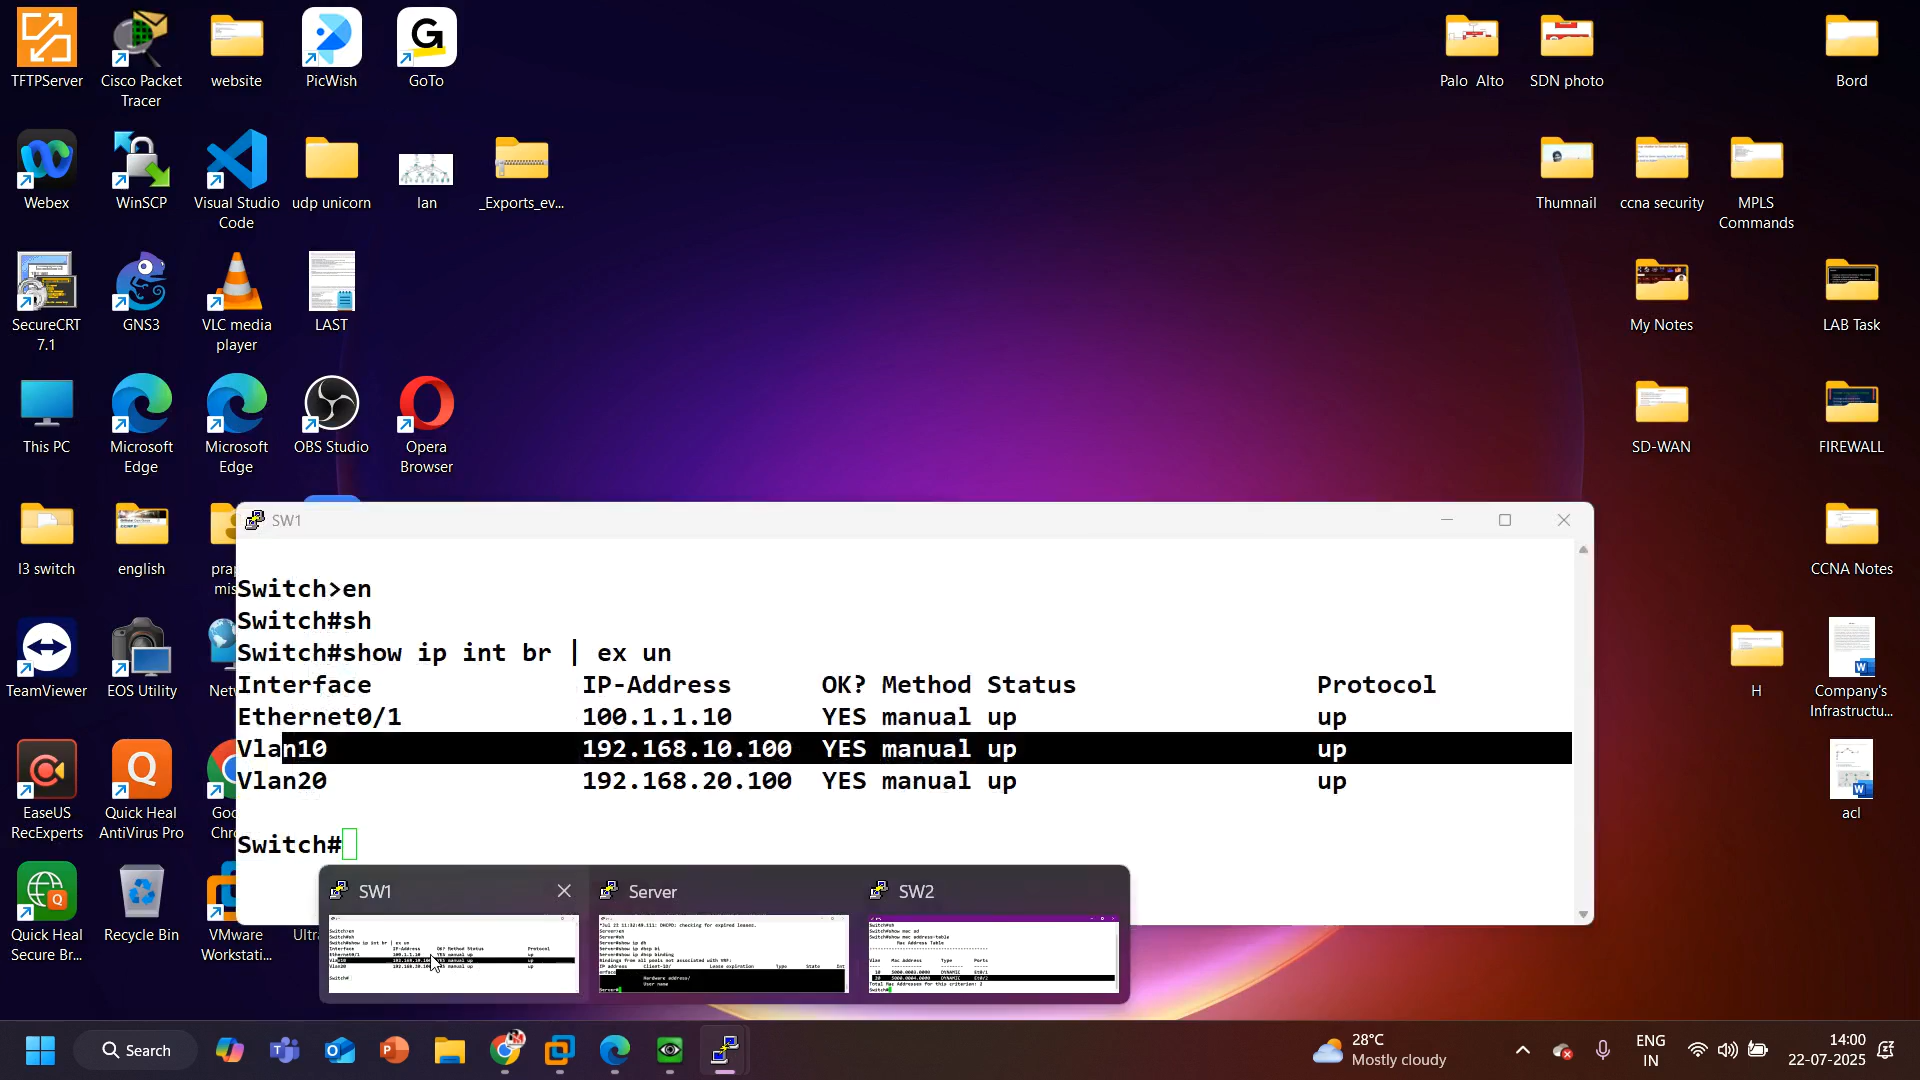 TFTPServer
Cisco Packet
Tracer
website
PicWish
GoTo
Palo Alto
SDN photo
Bord
Webex
WinSCP
Visual Studio
Code
udp unicorn
lan
_Exports_ev...
Thumnail
ccna security
MPLS
Commands
SecureCRT
7.1
GNS3
VLC media
player
LAST
My Notes
LAB Task
This PC
Microsoft
Edge
Microsoft
Edge
OBS Studio
Opera
Browser
SD-WAN
FIREWALL
l3 switch
english
CCNA Notes
TeamViewer
EOS Utility
H
Company's
Infrastructu...
EaseUS
RecExperts
Quick Heal
AntiVirus Pro
acl
Quick Heal
Secure Br...
Recycle Bin
VMware
Workstati...
SW1
Switch>en
Switch#sh
Switch#show ip int br | ex un
Interface IP-Address OK? Method Status Protocol
Ethernet0/1 100.1.1.10 YES manual up up
Vlan10 192.168.10.100 YES manual up up
Vlan20 192.168.20.100 YES manual up up
Switch#
SW1
Server
SW2
Search
28°C
Mostly cloudy
ENG
IN
14:00
22-07-2025